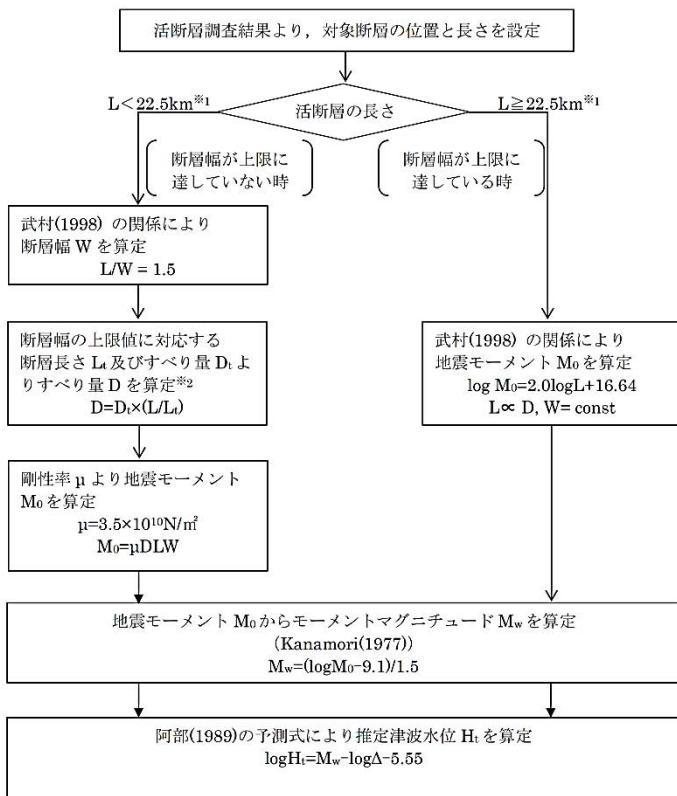 活断層調査結果より，対象断層の位置と長さを設定
活断層の長さ
L＜22.5km※1
L≧22.5km※1
断層幅が上限に
達していない時
断層幅が上限に
達している時
武村(1998) の関係により
断層幅 W を算定
L/W = 1.5
断層幅の上限値に対応する
断層長さ Lt 及びすべり量 Dt よ
りすべり量 D を算定※2
D=Dt×(L/Lt)
剛性率 μ より地震モーメント
M0 を算定
μ=3.5×10¹⁰N/㎡
M0=μDLW
武村(1998) の関係により
地震モーメント M0 を算定
log M0=2.0logL+16.64
L∝ D, W= const
地震モーメント M0 からモーメントマグニチュード Mw を算定
（Kanamori(1977)）
Mw=(logM0-9.1)/1.5
阿部(1989)の予測式により推定津波水位 Ht を算定
logHt=Mw-logΔ-5.55